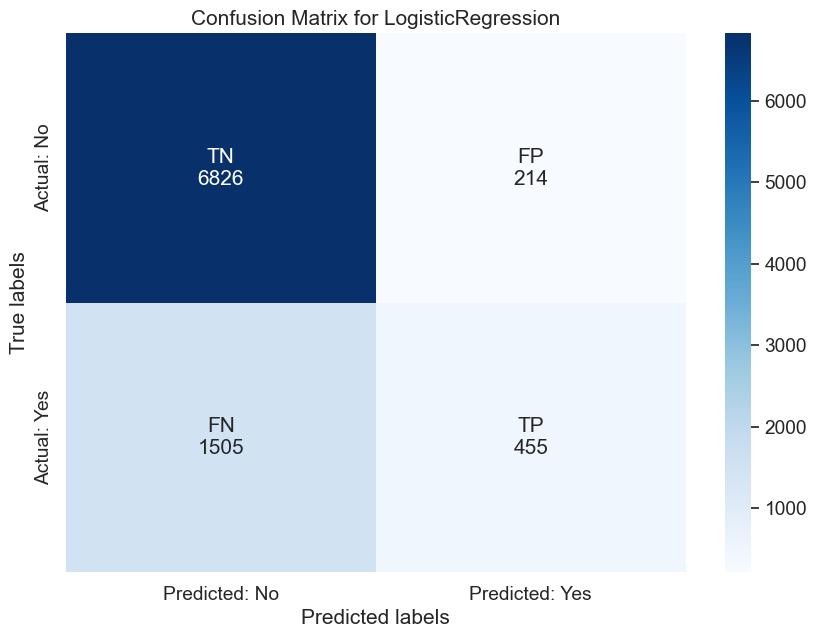 Confusion Matrix for LogisticRegression
TN
6826
FP
214
FN
1505
TP
455
Actual: No
Actual: Yes
True labels
Predicted: No
Predicted: Yes
Predicted labels
6000
5000
4000
3000
2000
1000